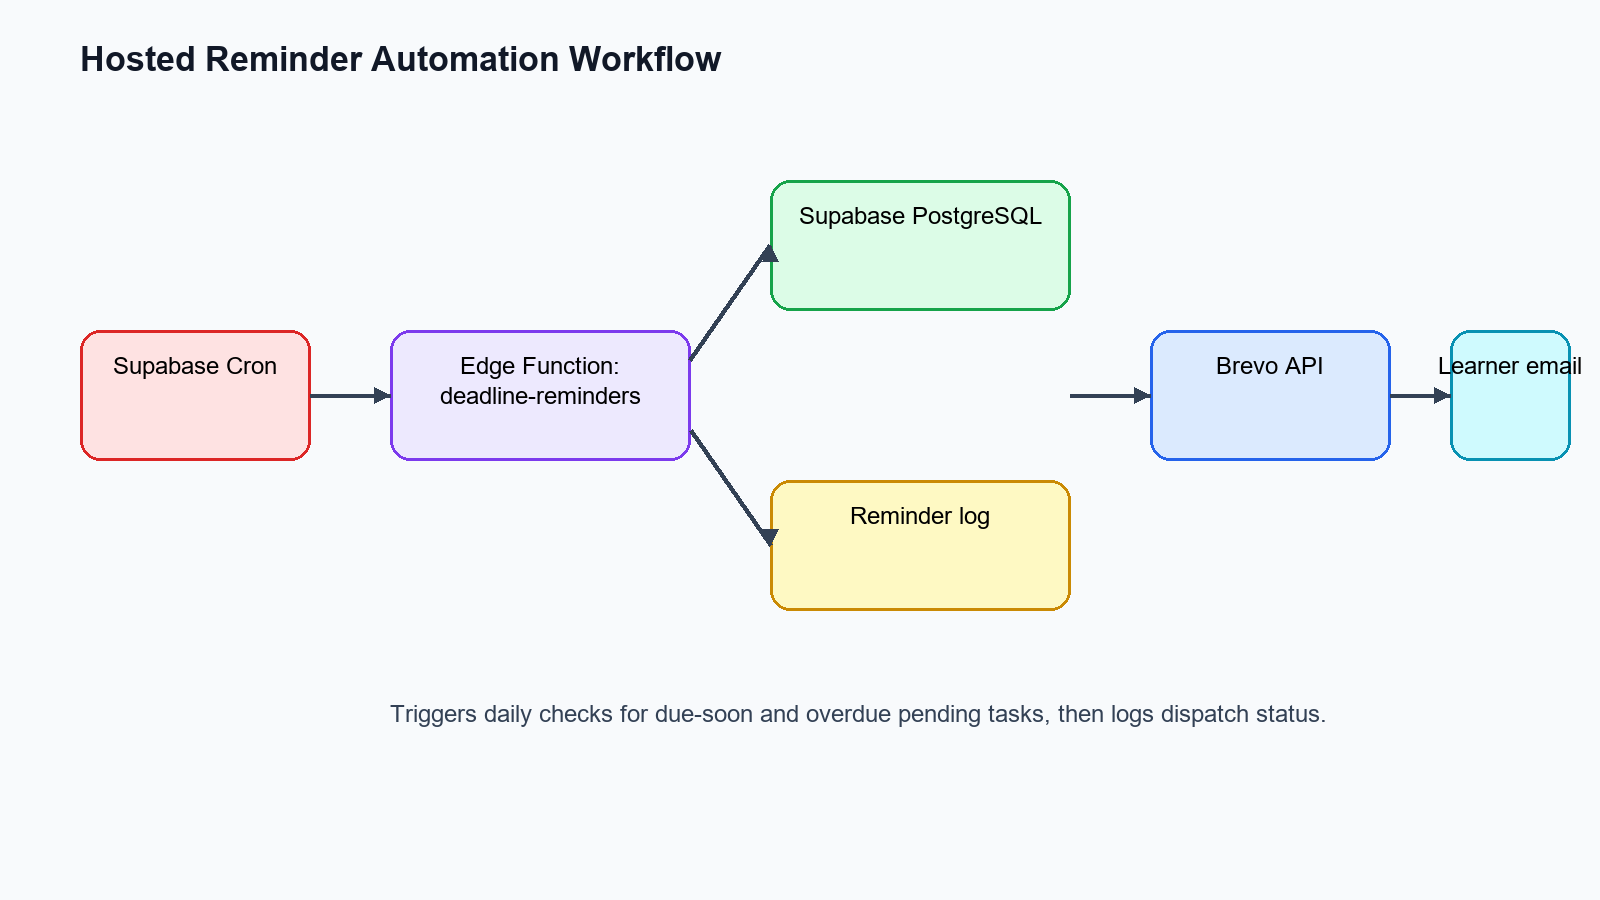 Hosted Reminder Automation Workflow
Supabase PostgreSQL
Supabase Cron
Edge Function:
deadline-reminders
Brevo API
Learner email
Reminder log
Triggers daily checks for due-soon and overdue pending tasks, then logs dispatch status.